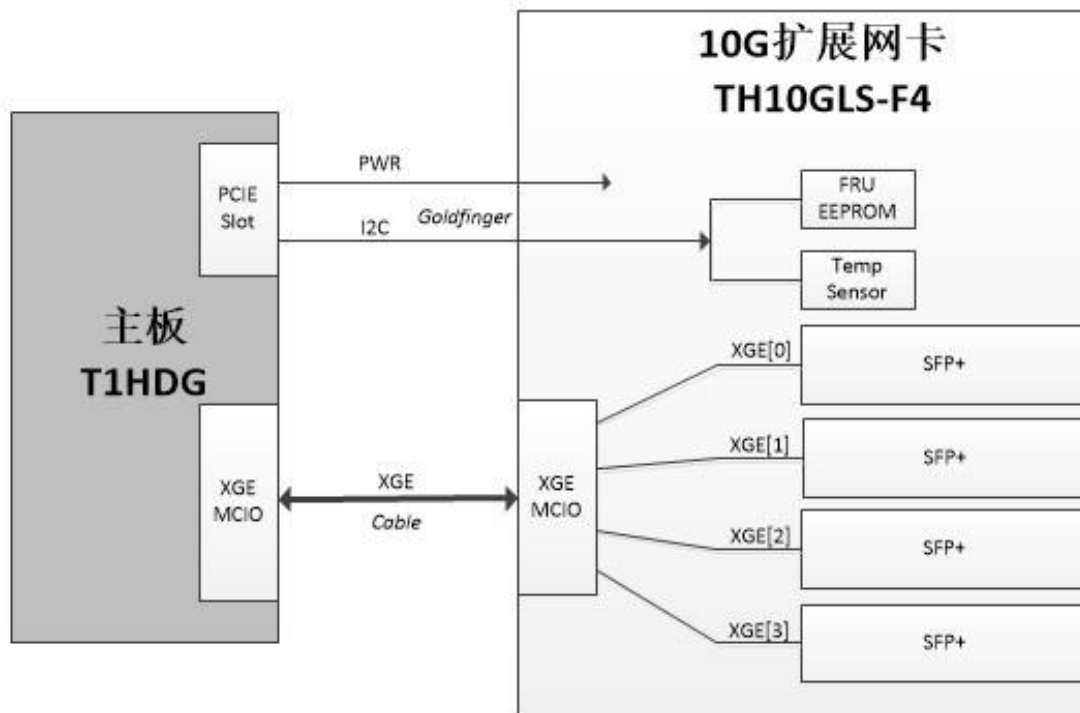 10G扩展网卡
TH10GLS-F4
主板
T1HDG
PCIE
Slot
PWR
I2C
Goldfinger
FRU
EEPROM
Temp
Sensor
XGE
MCIO
XGE
Cable
XGE
MCIO
XGE[0]
SFP+
XGE[1]
SFP+
XGE[2]
SFP+
XGE[3]
SFP+